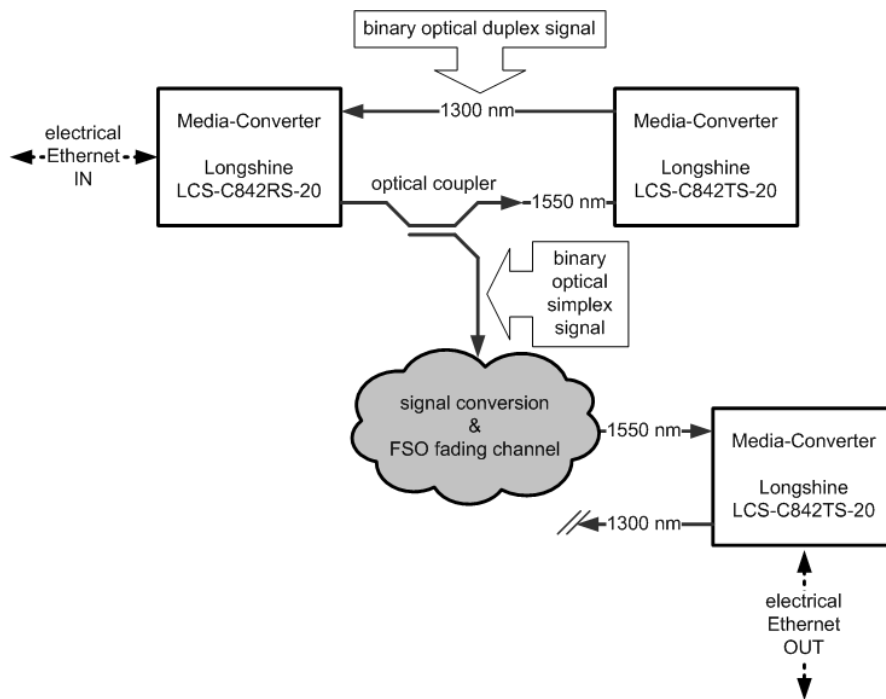 binary optical duplex signal
1300 nm
Media-Converter
Longshine
LCS-C842RS-20
Media-Converter
Longshine
LCS-C842TS-20
electrical
Ethernet
IN
optical coupler
1550 nm
binary
optical
simplex
signal
signal conversion
&
FSO fading channel
1550 nm
1300 nm
Media-Converter
Longshine
LCS-C842TS-20
electrical
Ethernet
OUT